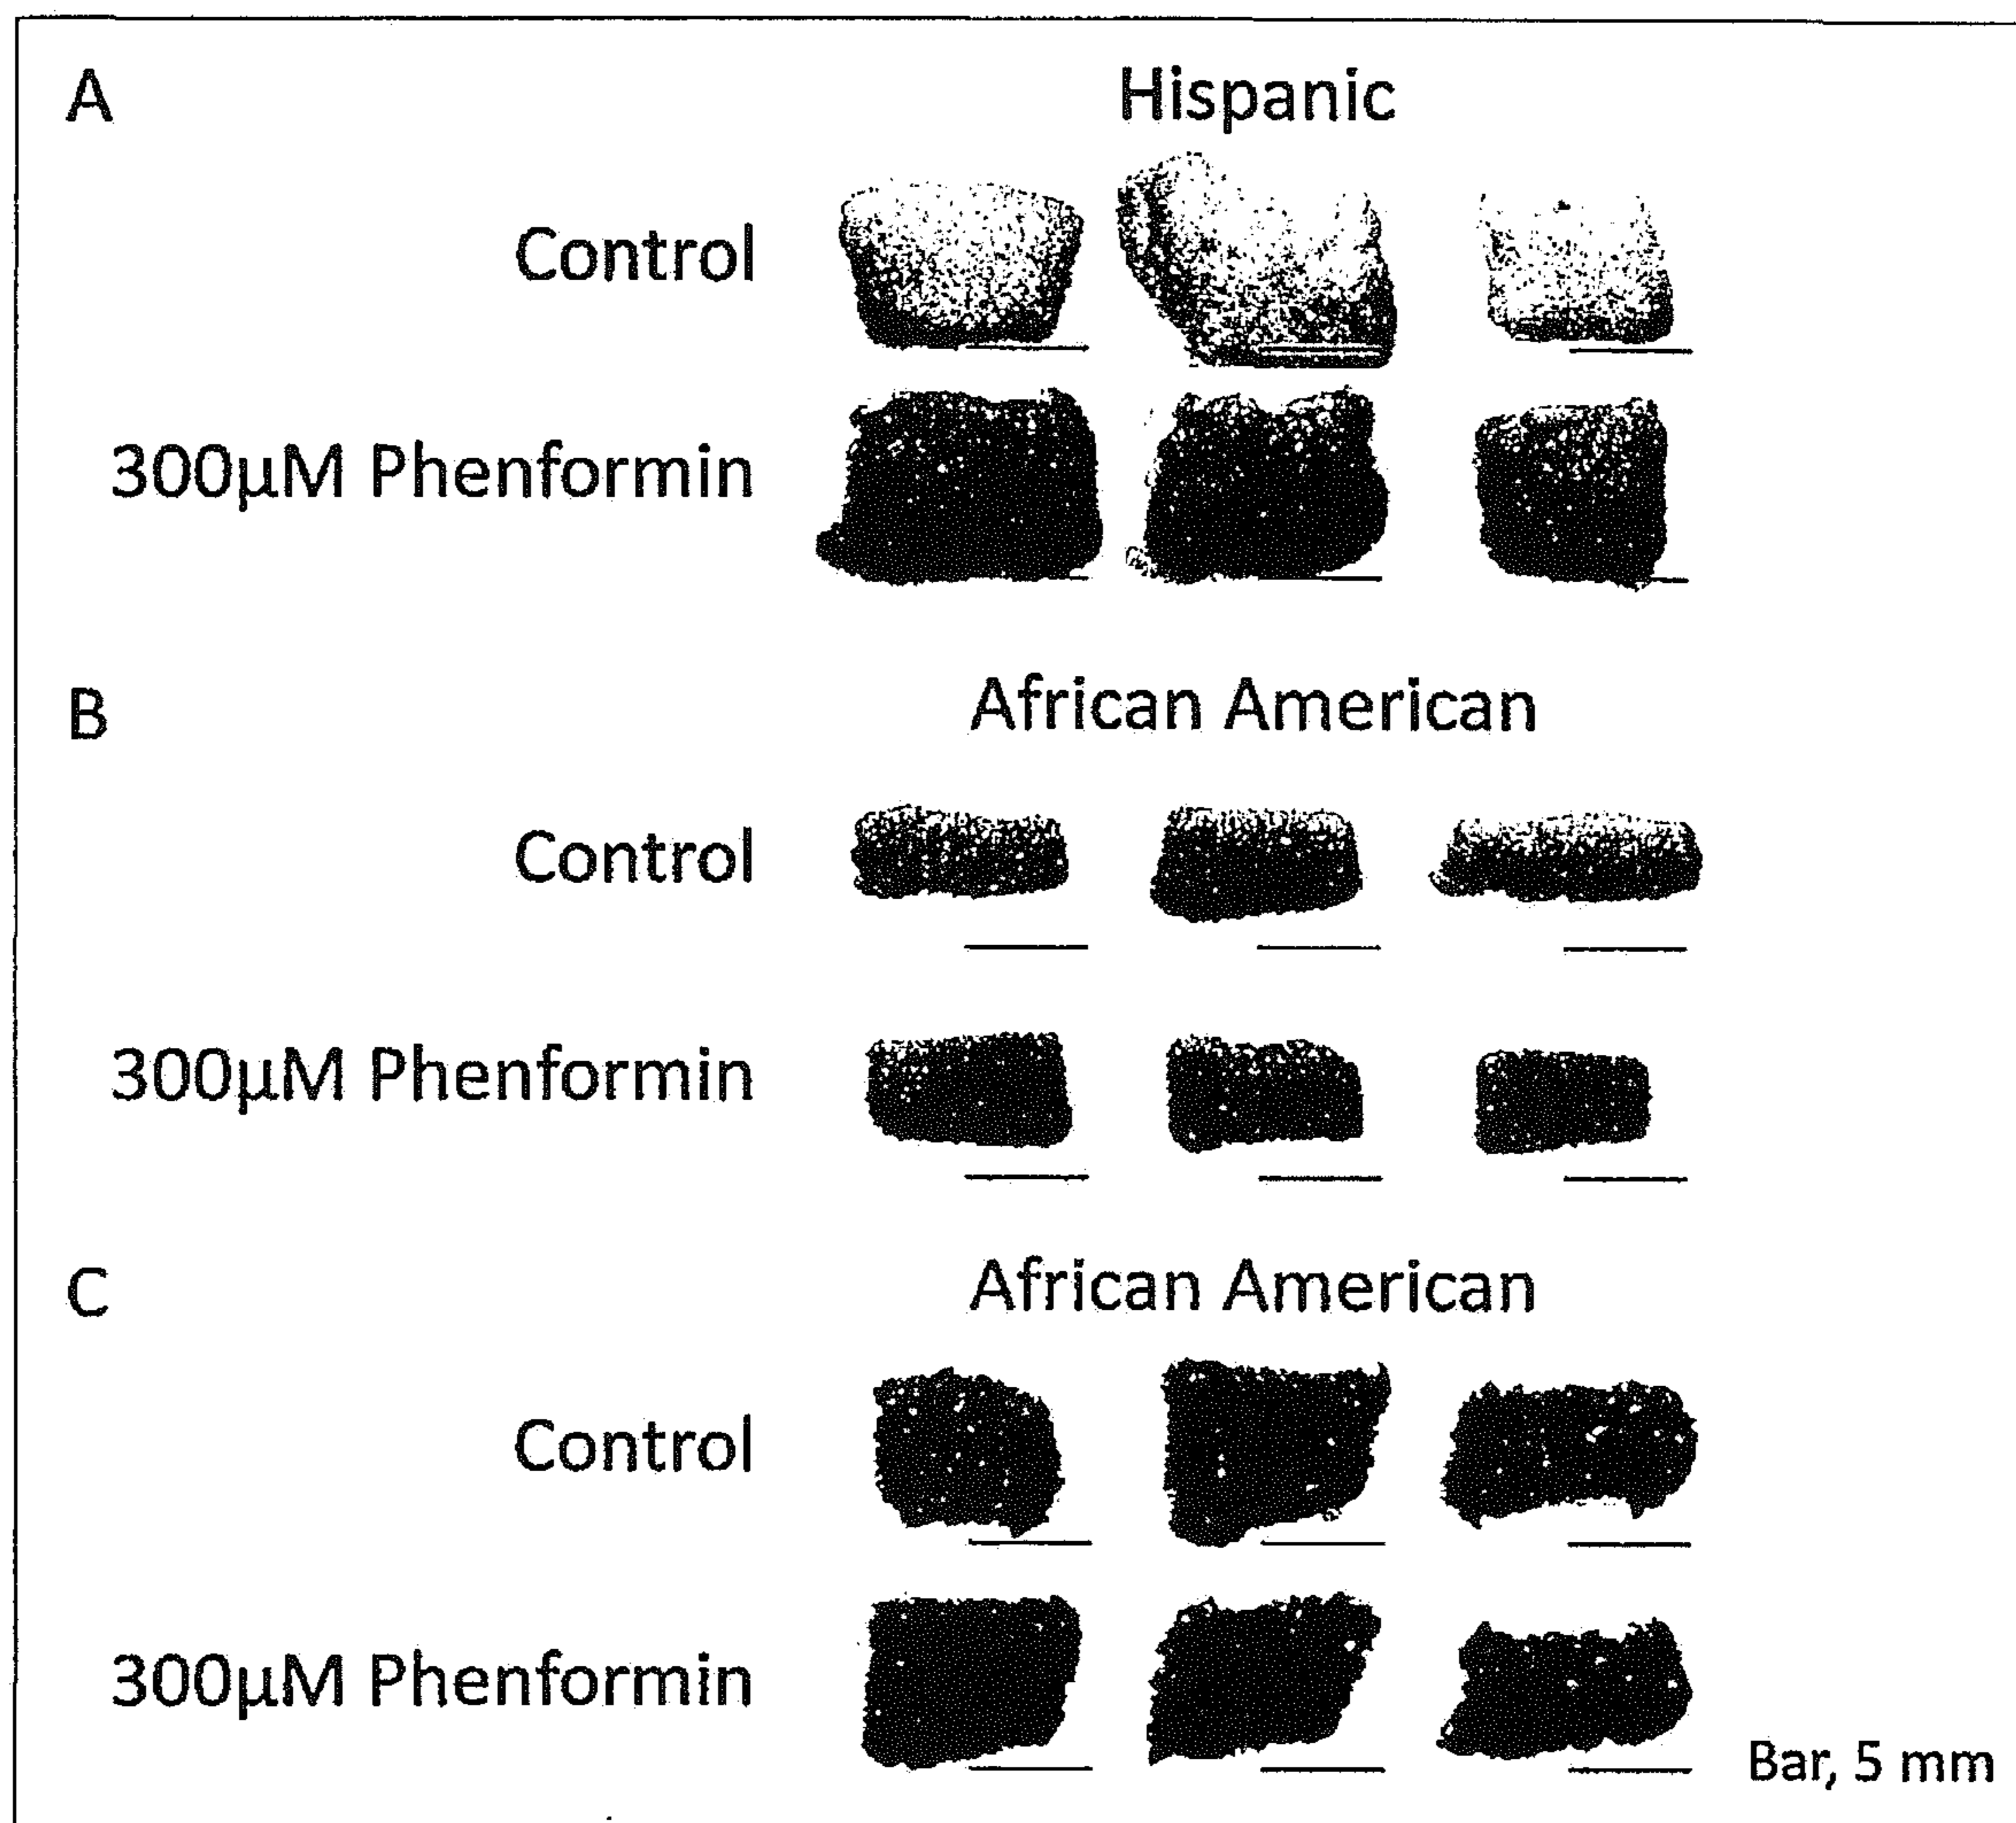 A
Hispanic
Control
300µM Phenformin
B
African American
Control
300µM Phenformin
C
African American
Control
300µM Phenformin
Bar, 5 mm